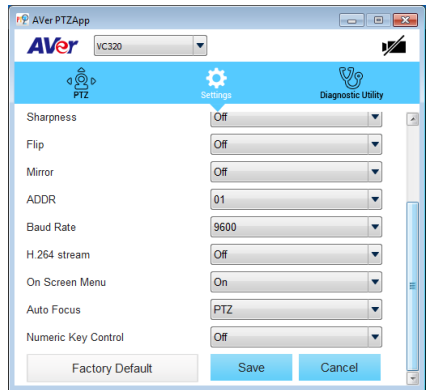 AVer PTZApp
AVer VC320
PTZ Settings Diagnostic Utility
Sharpness Off
Flip Off
Mirror Off
ADDR 01
Baud Rate 9600
H.264 stream Off
On Screen Menu On
Auto Focus PTZ
Numeric Key Control Off
Factory Default Save Cancel